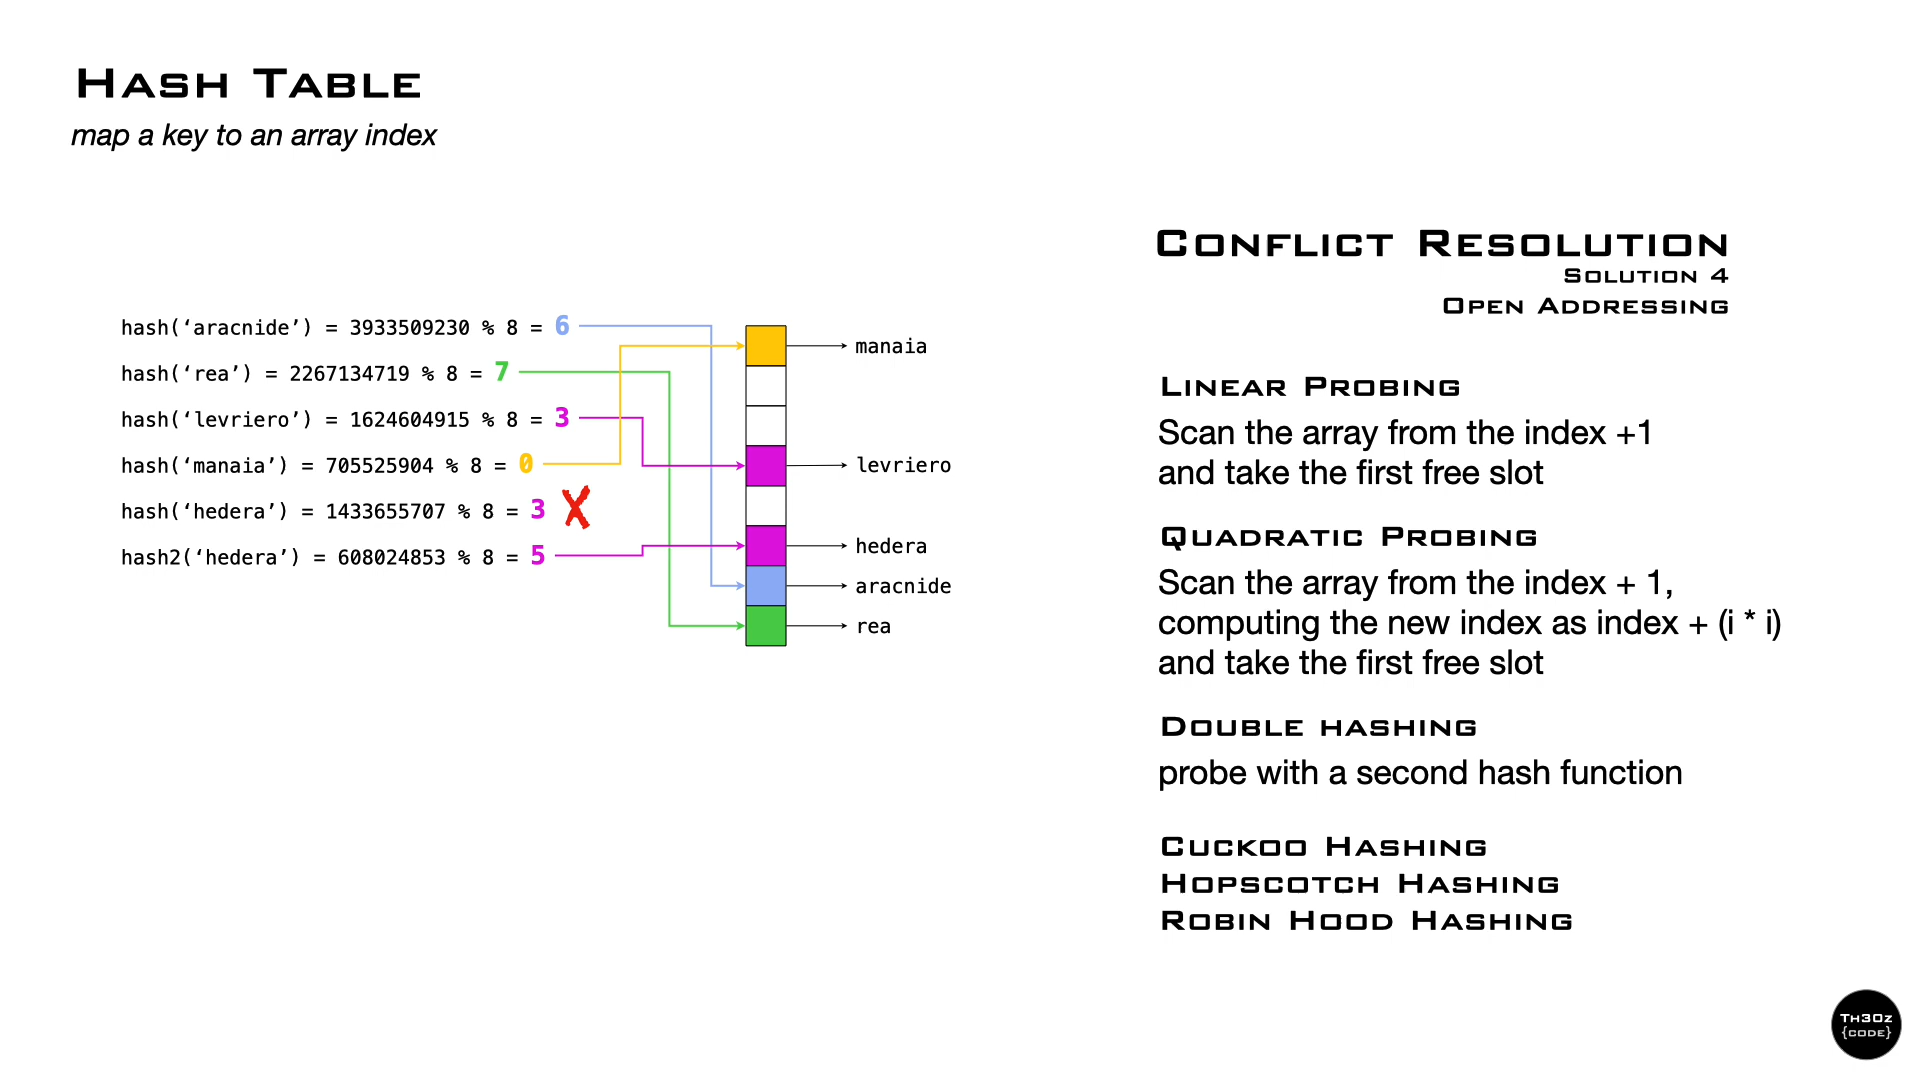 Hash Table
map a key to an array index
hash(‘aracnide’) = 3933509230 % 8 = 6
hash(‘rea’) = 2267134719 % 8 = 7
hash(‘levriero’) = 1624604915 % 8 = 3
hash(‘manaia’) = 705525904 % 8 = 0
hash(‘hedera’) = 1433655707 % 8 = 3 X
hash2(‘hedera’) = 608024853 % 8 = 5
manaia
levriero
hedera
aracnide
rea
Conflict Resolution
Solution 4
Open Addressing
Linear Probing
Scan the array from the index +1
and take the first free slot
Quadratic Probing
Scan the array from the index + 1,
computing the new index as index + (i * i)
and take the first free slot
Double hashing
probe with a second hash function
Cuckoo Hashing
Hopscotch Hashing
Robin Hood Hashing
Th30z
{code}